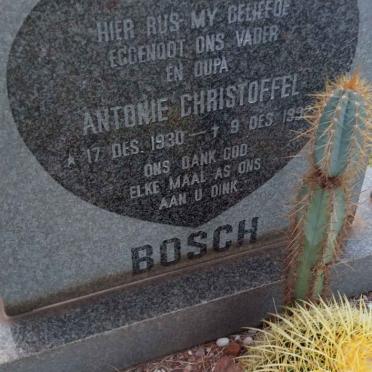 HIER RUS MY GELIEFDE
EGGENOOT ONS VADER
EN OUPA
ANTONIE CHRISTOFFEL
* 17 DES. 1930 — † 9 DES.
ONS DANK GOD
ELKE MAAL AS ONS
AAN U DINK
BOSCH